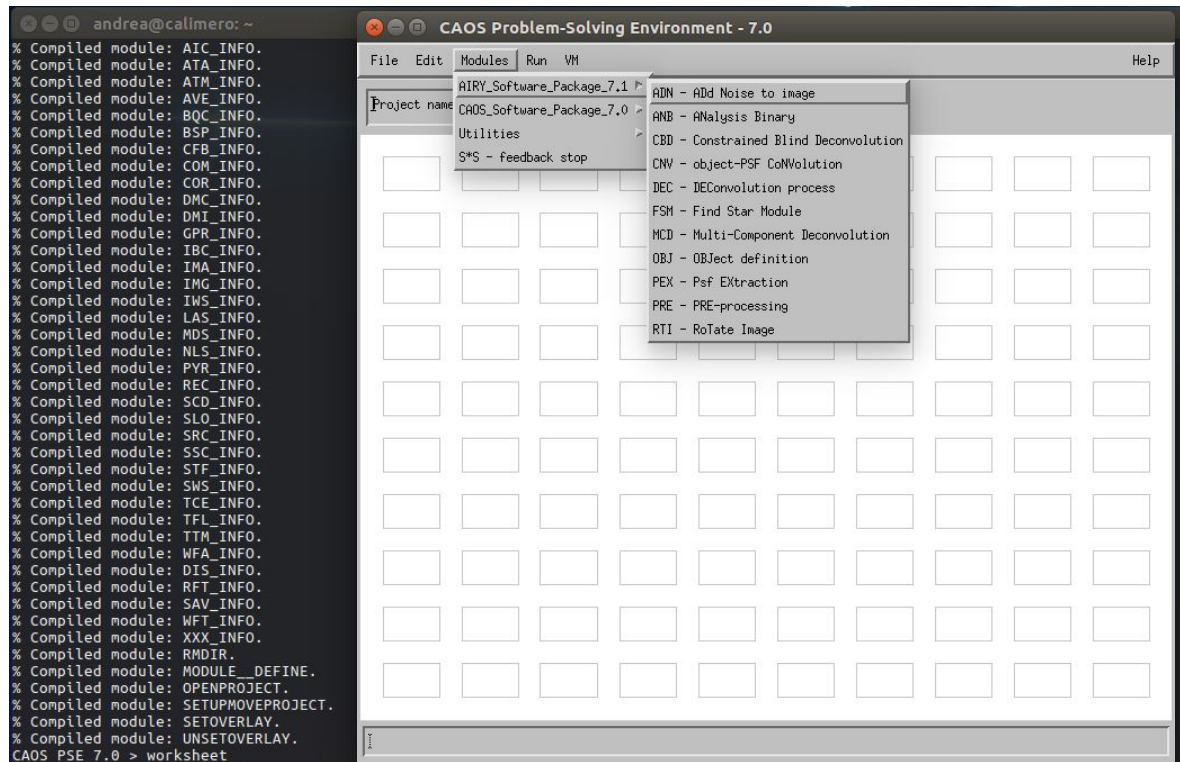 andrea@calimero: ~
% Compiled module: AIC_INFO.
% Compiled module: ATA_INFO.
% Compiled module: ATM_INFO.
% Compiled module: AVE_INFO.
% Compiled module: BQC_INFO.
% Compiled module: BSP_INFO.
% Compiled module: CFB_INFO.
% Compiled module: COM_INFO.
% Compiled module: COR_INFO.
% Compiled module: DMC_INFO.
% Compiled module: DMI_INFO.
% Compiled module: GPR_INFO.
% Compiled module: IBC_INFO.
% Compiled module: IMA_INFO.
% Compiled module: IMG_INFO.
% Compiled module: IWS_INFO.
% Compiled module: LAS_INFO.
% Compiled module: MDS_INFO.
% Compiled module: NLS_INFO.
% Compiled module: PYR_INFO.
% Compiled module: REC_INFO.
% Compiled module: SCD_INFO.
% Compiled module: SLO_INFO.
% Compiled module: SRC_INFO.
% Compiled module: SSC_INFO.
% Compiled module: STF_INFO.
% Compiled module: SWS_INFO.
% Compiled module: TCE_INFO.
% Compiled module: TFL_INFO.
% Compiled module: TTM_INFO.
% Compiled module: WFA_INFO.
% Compiled module: DIS_INFO.
% Compiled module: RFT_INFO.
% Compiled module: SAV_INFO.
% Compiled module: WFT_INFO.
% Compiled module: XXX_INFO.
% Compiled module: RMDIR.
% Compiled module: MODULE__DEFINE.
% Compiled module: OPENPROJECT.
% Compiled module: SETUPMOVEPROJECT.
% Compiled module: SETOVERLAY.
% Compiled module: UNSETOVERLAY.
CAOS PSE 7.0 > worksheet
CAOS Problem-Solving Environment - 7.0
File Edit Modules Run VM Help
Project name
AIRY_Software_Package_7.1
CAOS_Software_Package_7.0
Utilities
S*S - feedback stop
ADN - ADd Noise to image
ANB - ANalysis Binary
CBD - Constrained Blind Deconvolution
CNV - object-PSF CoNVolution
DEC - DEConvolution process
FSM - Find Star Module
MCD - Multi-Component Deconvolution
OBJ - OBJect definition
PEX - Psf EXtraction
PRE - PRE-processing
RTI - RoTate Image